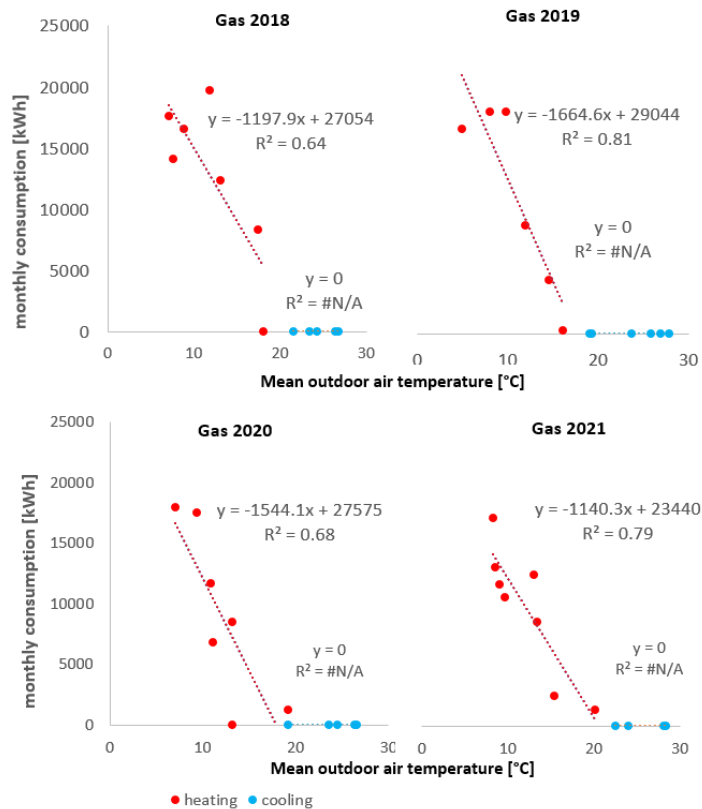 Gas 2018
Gas 2019
monthly consumption [kWh]
25000
20000
15000
10000
5000
0
y = -1197.9x + 27054
R² = 0.64
y = 0
R² = #N/A
y = -1664.6x + 29044
R² = 0.81
y = 0
R² = #N/A
0 10 20 30
0 10 20 30
Mean outdoor air temperature [°C]
Gas 2020
Gas 2021
monthly consumption [kWh]
25000
20000
15000
10000
5000
0
y = -1544.1x + 27575
R² = 0.68
y = 0
R² = #N/A
y = -1140.3x + 23440
R² = 0.79
y = 0
R² = #N/A
0 10 20 30
0 10 20 30
Mean outdoor air temperature [°C]
heating cooling